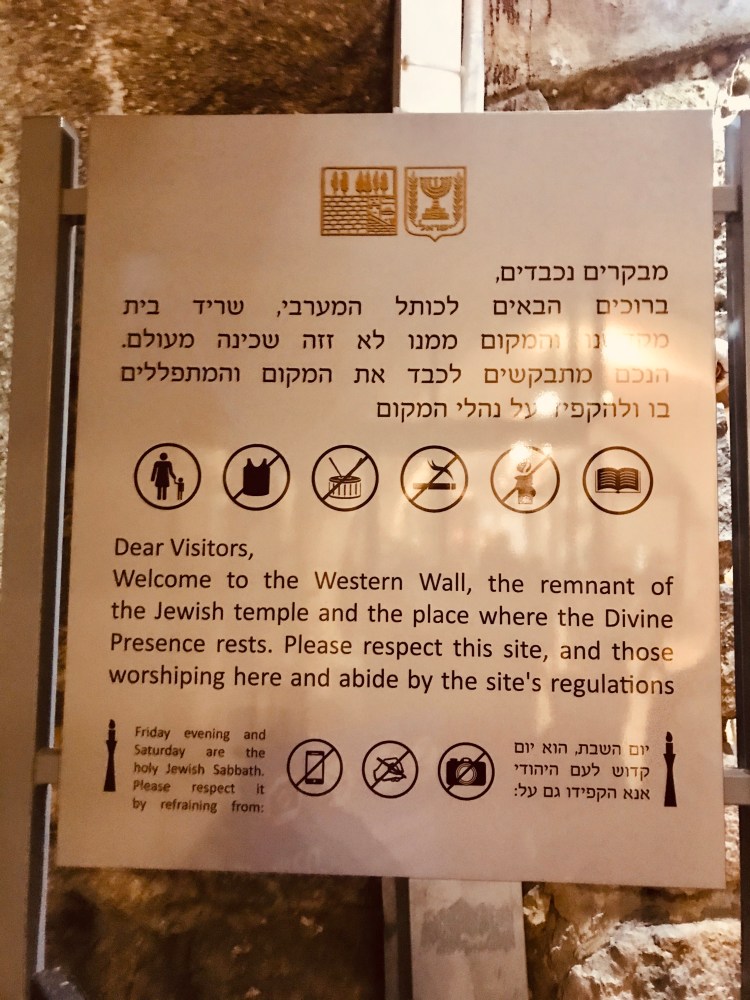 ישראל
מבקרים נכבדים,
ברוכים הבאים לכותל המערבי, שריד בית
מקדשנו והמקום ממנו לא זזה שכינה מעולם.
הנכם מתבקשים לכבד את המקום והמתפללים
בו ולהקפיד על נהלי המקום
Dear Visitors,
Welcome to the Western Wall, the remnant of
the Jewish temple and the place where the Divine
Presence rests. Please respect this site, and those
worshiping here and abide by the site's regulations
Friday evening and
Saturday are the
holy Jewish Sabbath.
Please respect it
by refraining from:
יום השבת, הוא יום
קדוש לעם היהודי
אנא הקפידו גם על: